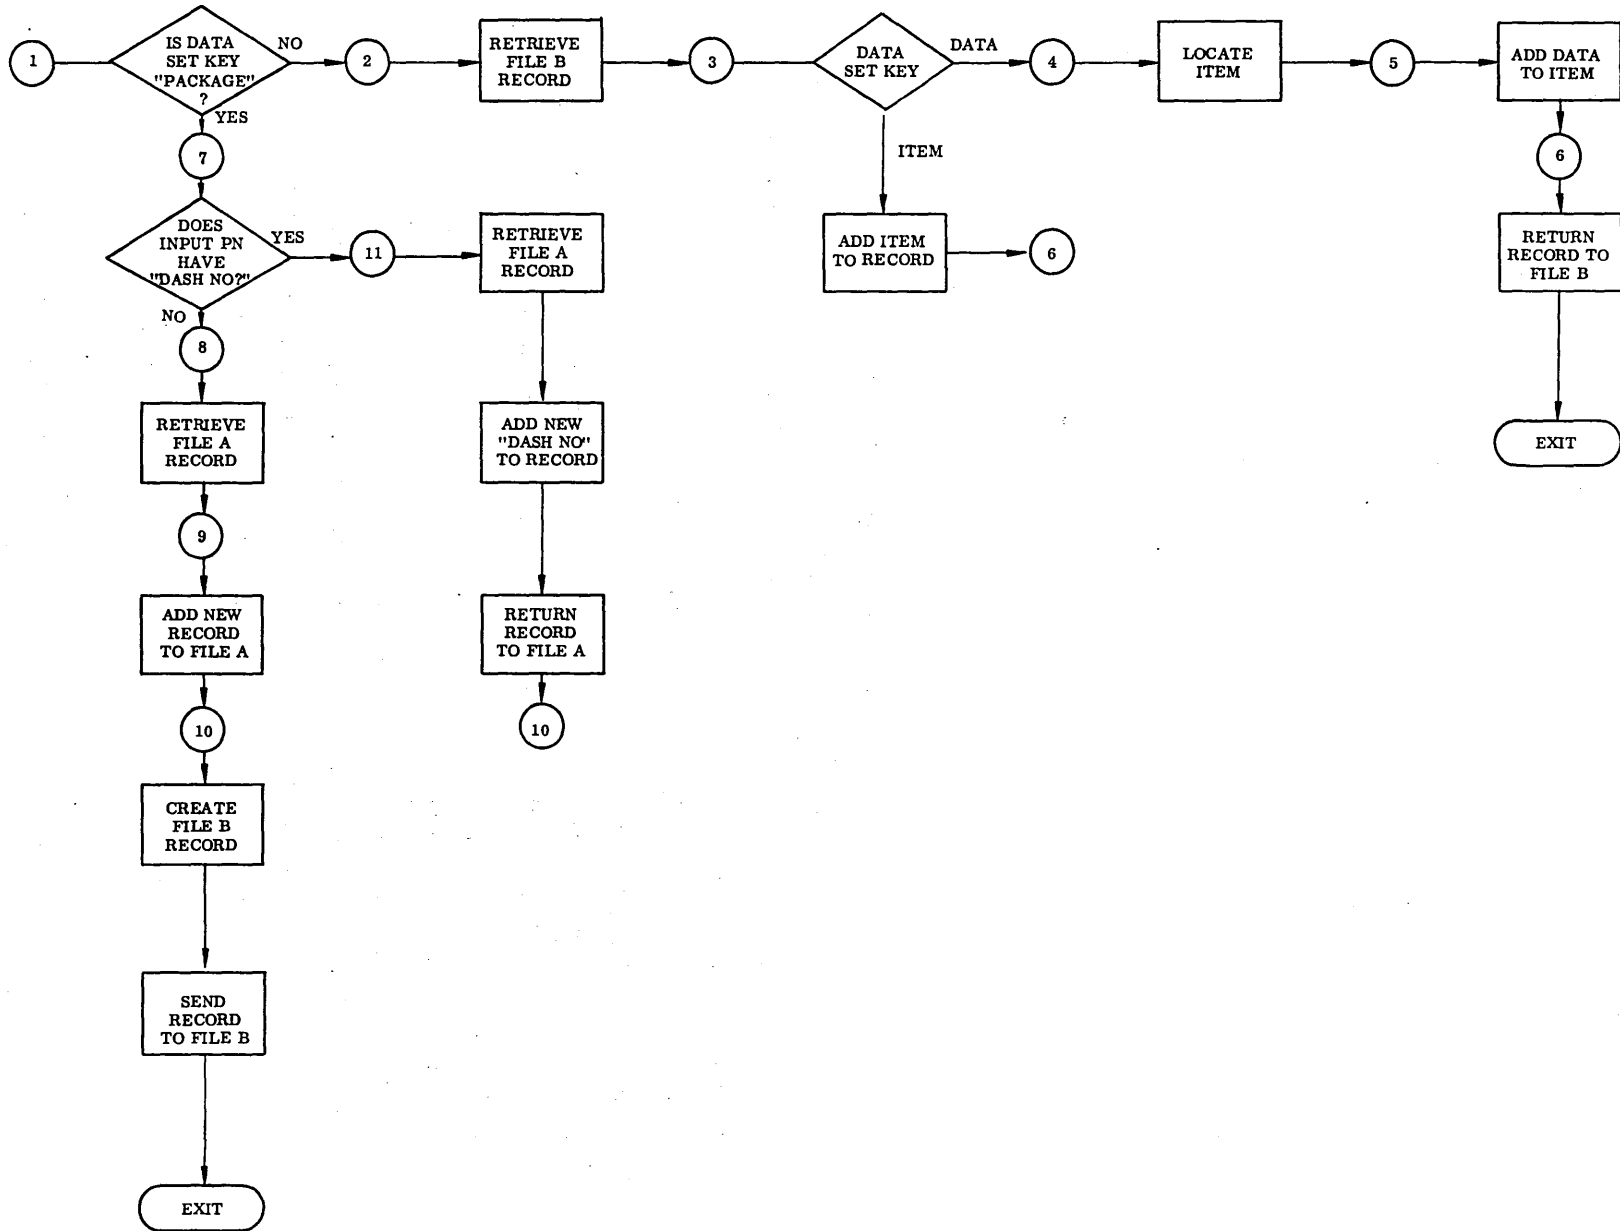 1
IS DATA
SET KEY
"PACKAGE"
?
NO
YES
2
RETRIEVE
FILE B
RECORD
3
DATA
SET KEY
DATA
ITEM
4
LOCATE
ITEM
5
ADD DATA
TO ITEM
6
RETURN
RECORD TO
FILE B
EXIT
ADD ITEM
TO RECORD
6
7
DOES
INPUT PN
HAVE
"DASH NO?"
YES
NO
11
RETRIEVE
FILE A
RECORD
ADD NEW
"DASH NO"
TO RECORD
RETURN
RECORD
TO FILE A
10
8
RETRIEVE
FILE A
RECORD
9
ADD NEW
RECORD
TO FILE A
10
CREATE
FILE B
RECORD
SEND
RECORD
TO FILE B
EXIT